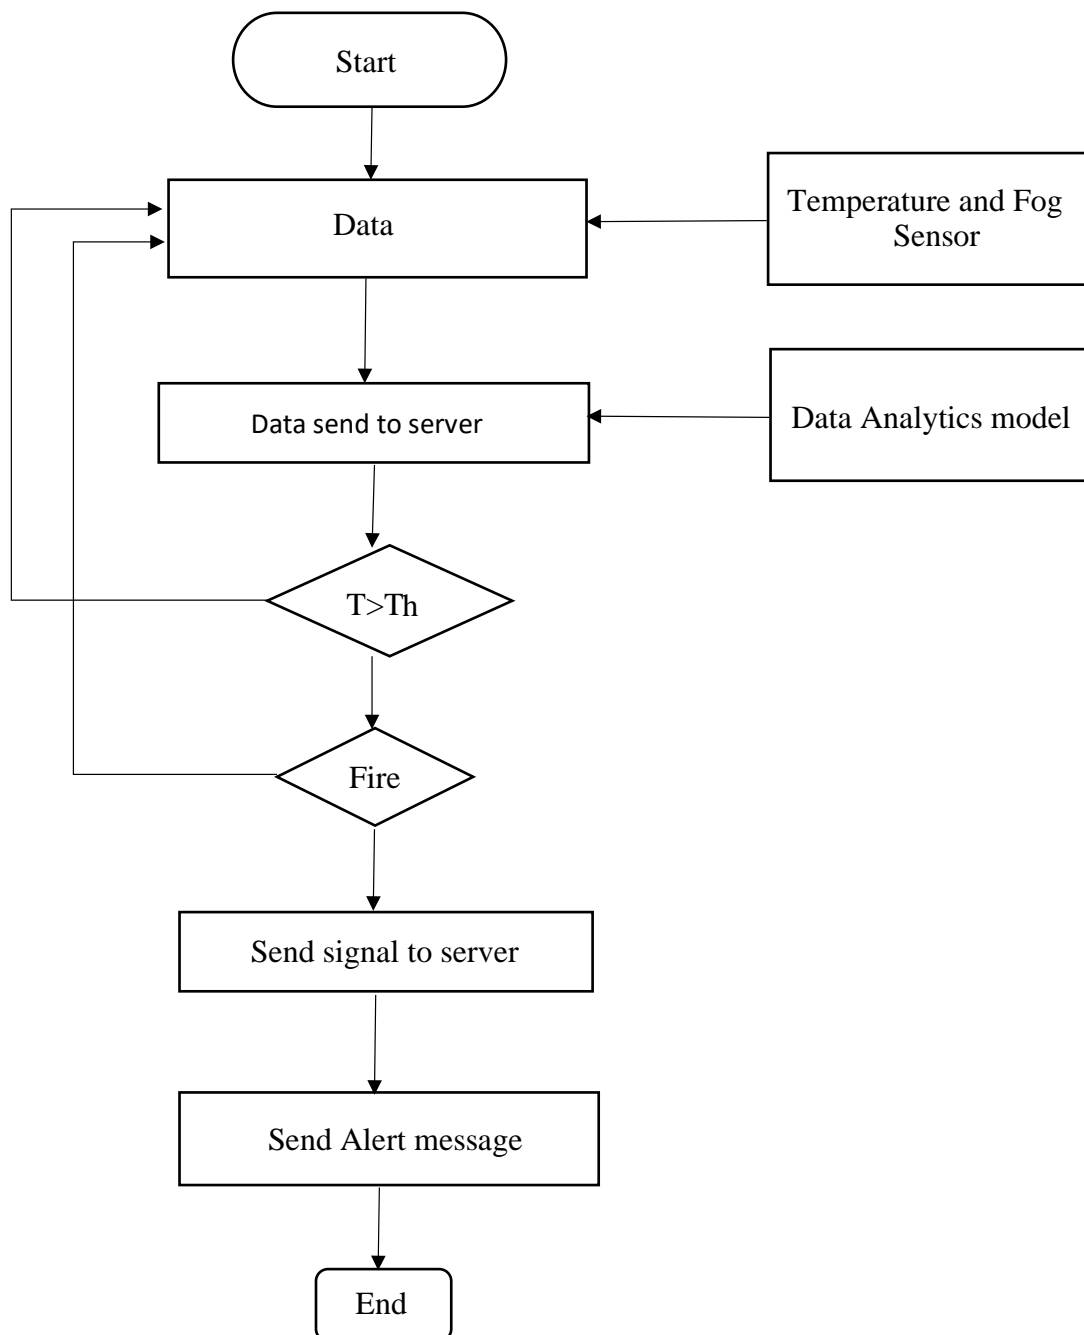 Start
Data
Temperature and Fog
Sensor
Data send to server
Data Analytics model
T>Th
Fire
Send signal to server
Send Alert message
End